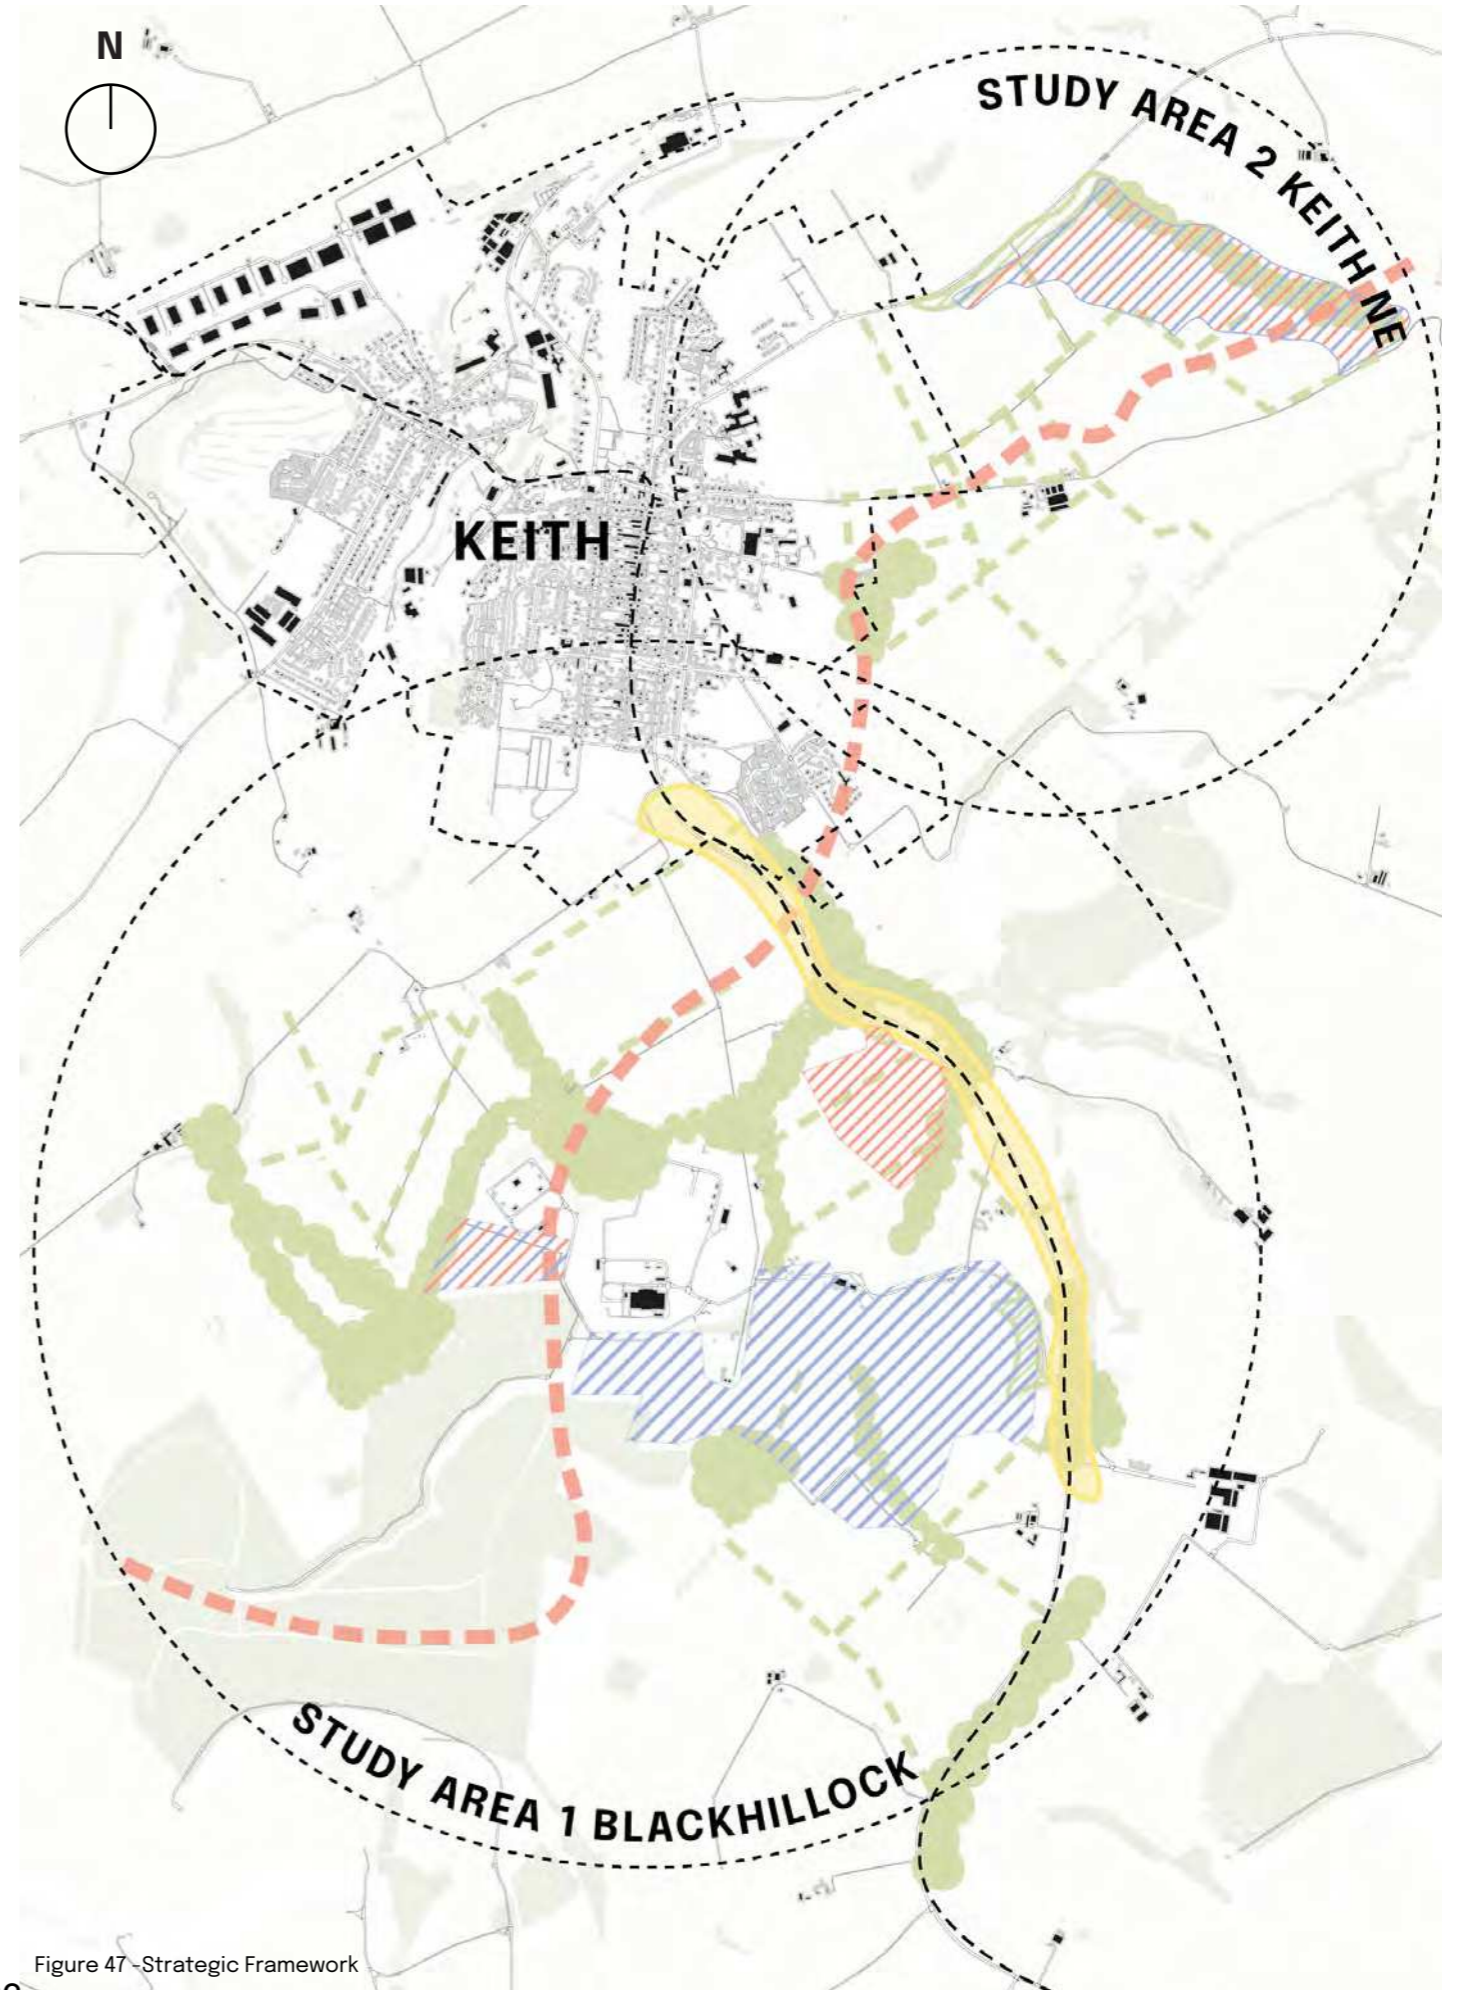 N
STUDY AREA 2 KEITH NE
KEITH
STUDY AREA 1 BLACKHILLOCK
Figure 47 -Strategic Framework